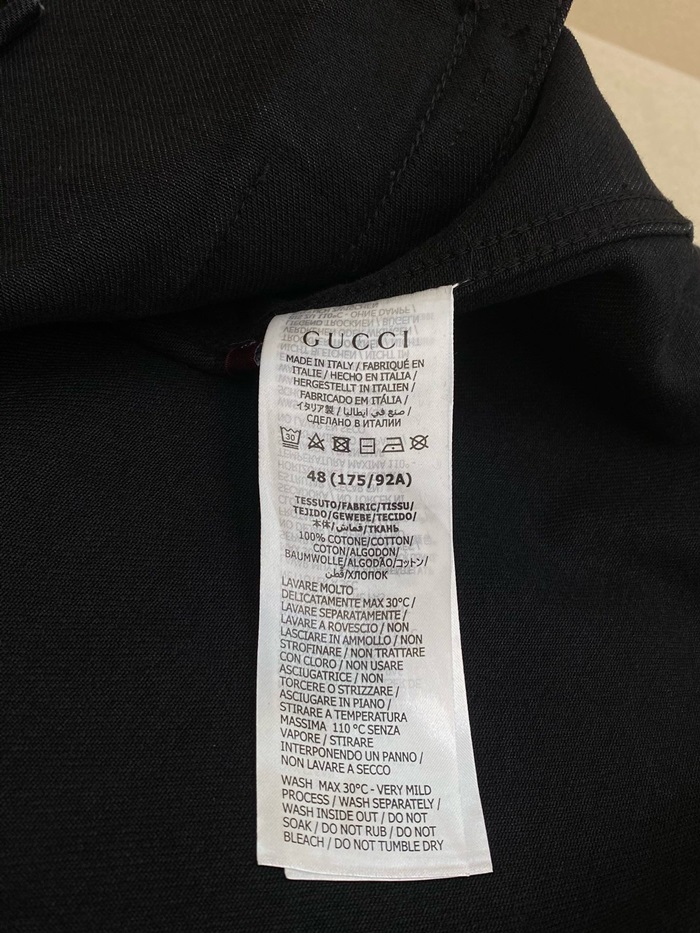 GUCCI
MADE IN ITALY / FABRIQUÉ EN
ITALIE / HECHO EN ITALIA /
HERGESTELLT IN ITALIEN /
FABRICADO EM ITÁLIA /
イタリア製 / صنع في ايطاليا /
СДЕЛАНО В ИТАЛИИ
30
48 (175/92A)
TESSUTO/FABRIC/TISSU/
TEJIDO/GEWEBE/TECIDO/
本体/قماش/ТКАНЬ
100% COTONE/COTTON/
COTON/ALGODON/
BAUMWOLLE/ALGODÃO/コットン/
قطن/ХЛОПОК
LAVARE MOLTO
DELICATAMENTE MAX 30°C /
LAVARE SEPARATAMENTE /
LAVARE A ROVESCIO / NON
LASCIARE IN AMMOLLO / NON
STROFINARE / NON TRATTARE
CON CLORO / NON USARE
ASCIUGATRICE / NON
TORCERE O STRIZZARE /
ASCIUGARE IN PIANO /
STIRARE A TEMPERATURA
MASSIMA 110 °C SENZA
VAPORE / STIRARE
INTERPONENDO UN PANNO /
NON LAVARE A SECCO
WASH MAX 30°C - VERY MILD
PROCESS / WASH SEPARATELY /
WASH INSIDE OUT / DO NOT
SOAK / DO NOT RUB / DO NOT
BLEACH / DO NOT TUMBLE DRY